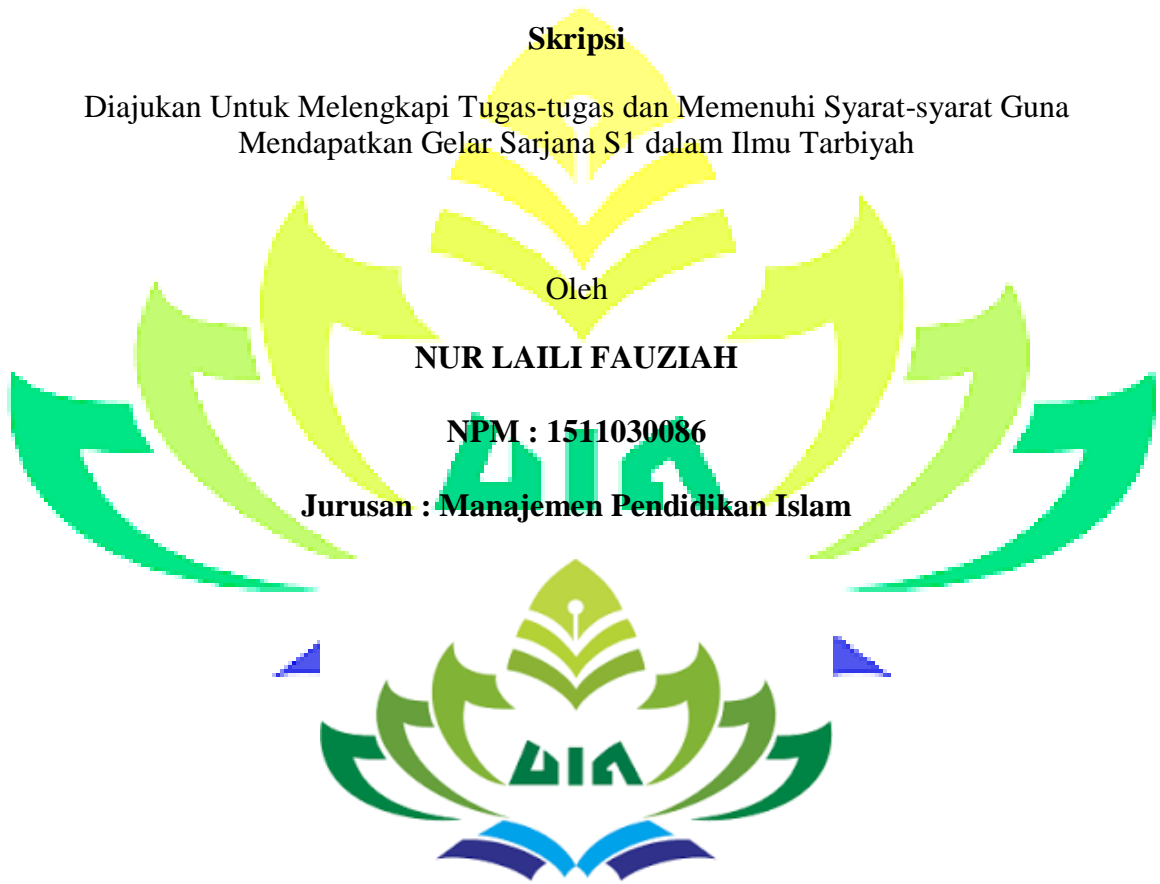 Skripsi
Diajukan Untuk Melengkapi Tugas-tugas dan Memenuhi Syarat-syarat Guna
Mendapatkan Gelar Sarjana S1 dalam Ilmu Tarbiyah
Oleh
NUR LAILI FAUZIAH
NPM : 1511030086
Jurusan : Manajemen Pendidikan Islam